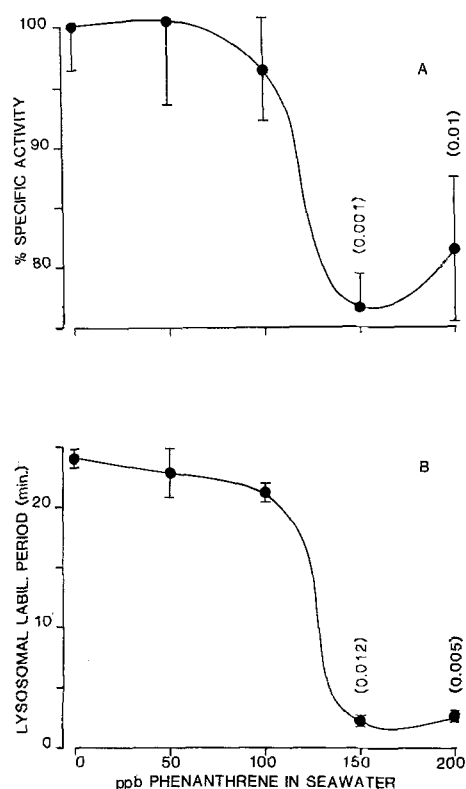 100
90
80
% SPECIFIC ACTIVITY
A
(0.001)
(0.01)
20
10
0
LYSOSOMAL LABIL. PERIOD (min.)
B
(0.012)
(0.005)
0 50 100 150 200
ppb PHENANTHRENE IN SEAWATER